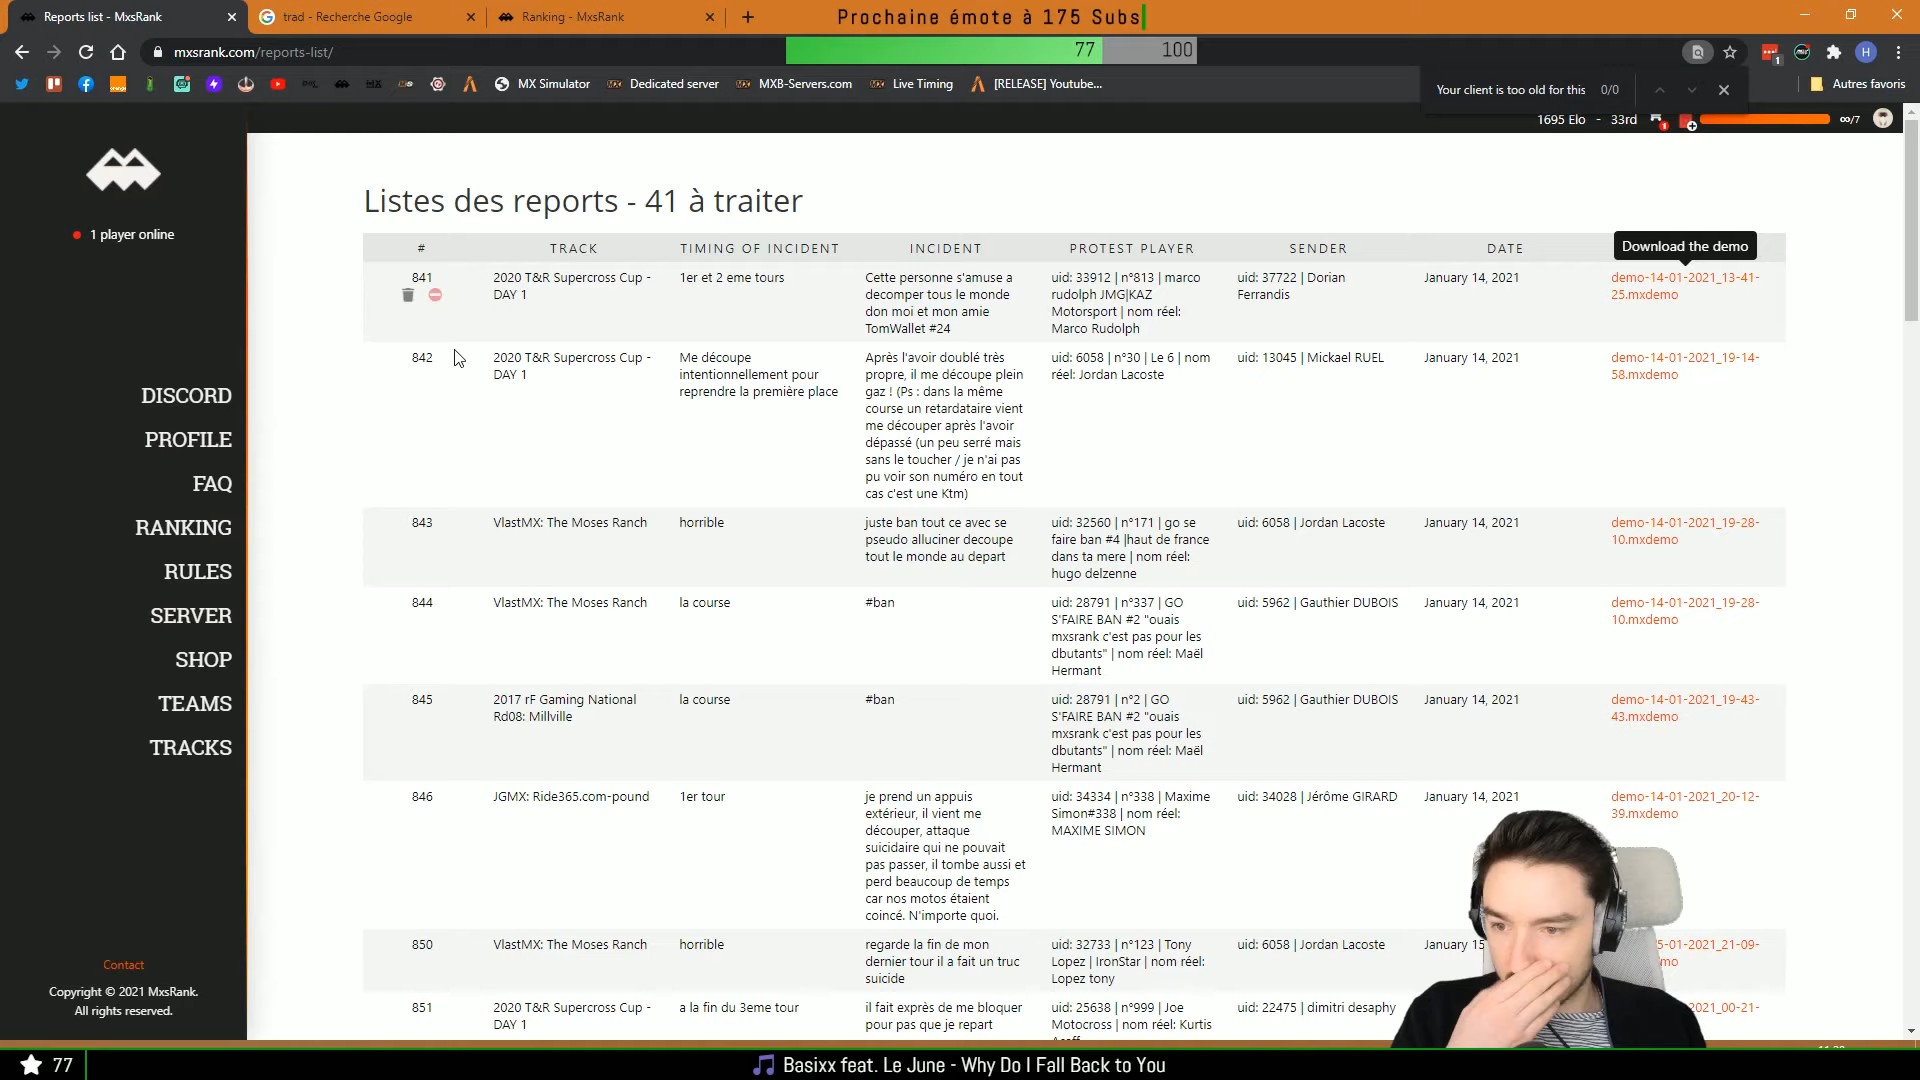 Reports list - MxsRank
trad - Recherche Google
Ranking - MxsRank
Prochaine émote à 175 Subs
mxsrank.com/reports-list/
77
100
MX Simulator
Dedicated server
MXB-Servers.com
Live Timing
[RELEASE] Youtube...
Your client is too old for this 0/0
Autres favoris
1695 Elo - 33rd
∞/7
1 player online
DISCORD
PROFILE
FAQ
RANKING
RULES
SERVER
SHOP
TEAMS
TRACKS
Contact
Copyright © 2021 MxsRank.
All rights reserved.
Listes des reports - 41 à traiter
# TRACK TIMING OF INCIDENT INCIDENT PROTEST PLAYER SENDER DATE
Download the demo
841
2020 T&R Supercross Cup -
DAY 1
1er et 2 eme tours
Cette personne s'amuse a
decomper tous le monde
don moi et mon amie
TomWallet #24
uid: 33912 | n°813 | marco
rudolph JMG|KAZ
Motorsport | nom réel:
Marco Rudolph
uid: 37722 | Dorian
Ferrandis
January 14, 2021
demo-14-01-2021_13-41-
25.mxdemo
842
2020 T&R Supercross Cup -
DAY 1
Me découpe
intentionnellement pour
reprendre la première place
Après l'avoir doublé très
propre, il me découpe plein
gaz ! (Ps : dans la même
course un retardataire vient
me découper après l'avoir
dépassé (un peu serré mais
sans le toucher / je n'ai pas
pu voir son numéro en tout
cas c'est une Ktm)
uid: 6058 | n°30 | Le 6 | nom
réel: Jordan Lacoste
uid: 13045 | Mickael RUEL
January 14, 2021
demo-14-01-2021_19-14-
58.mxdemo
843
VlastMX: The Moses Ranch
horrible
juste ban tout ce avec se
pseudo alluciner decoupe
tout le monde au depart
uid: 32560 | n°171 | go se
faire ban #4 |haut de france
dans ta mere | nom réel:
hugo delzenne
uid: 6058 | Jordan Lacoste
January 14, 2021
demo-14-01-2021_19-28-
10.mxdemo
844
VlastMX: The Moses Ranch
la course
#ban
uid: 28791 | n°337 | GO
S'FAIRE BAN #2 "ouais
mxsrank c'est pas pour les
dbutants" | nom réel: Maël
Hermant
uid: 5962 | Gauthier DUBOIS
January 14, 2021
demo-14-01-2021_19-28-
10.mxdemo
845
2017 rF Gaming National
Rd08: Millville
la course
#ban
uid: 28791 | n°2 | GO
S'FAIRE BAN #2 "ouais
mxsrank c'est pas pour les
dbutants" | nom réel: Maël
Hermant
uid: 5962 | Gauthier DUBOIS
January 14, 2021
demo-14-01-2021_19-43-
43.mxdemo
846
JGMX: Ride365.com-pound
1er tour
je prend un appuis
extérieur, il vient me
découper, attaque
suicidaire qui ne pouvait
pas passer, il tombe aussi et
perd beaucoup de temps
car nos motos étaient
coincé. N'importe quoi.
uid: 34334 | n°338 | Maxime
Simon#338 | nom réel:
MAXIME SIMON
uid: 34028 | Jérôme GIRARD
January 14, 2021
demo-14-01-2021_20-12-
39.mxdemo
850
VlastMX: The Moses Ranch
horrible
regarde la fin de mon
dernier tour il a fait un truc
suicide
uid: 32733 | n°123 | Tony
Lopez | IronStar | nom réel:
Lopez tony
uid: 6058 | Jordan Lacoste
January 15
5-01-2021_21-09-
mo
851
2020 T&R Supercross Cup -
DAY 1
a la fin du 3eme tour
il fait exprès de me bloquer
pour pas que je repart
uid: 25638 | n°999 | Joe
Motocross | nom réel: Kurtis
uid: 22475 | dimitri desaphy
-2021_00-21-
77
Basixx feat. Le June - Why Do I Fall Back to You